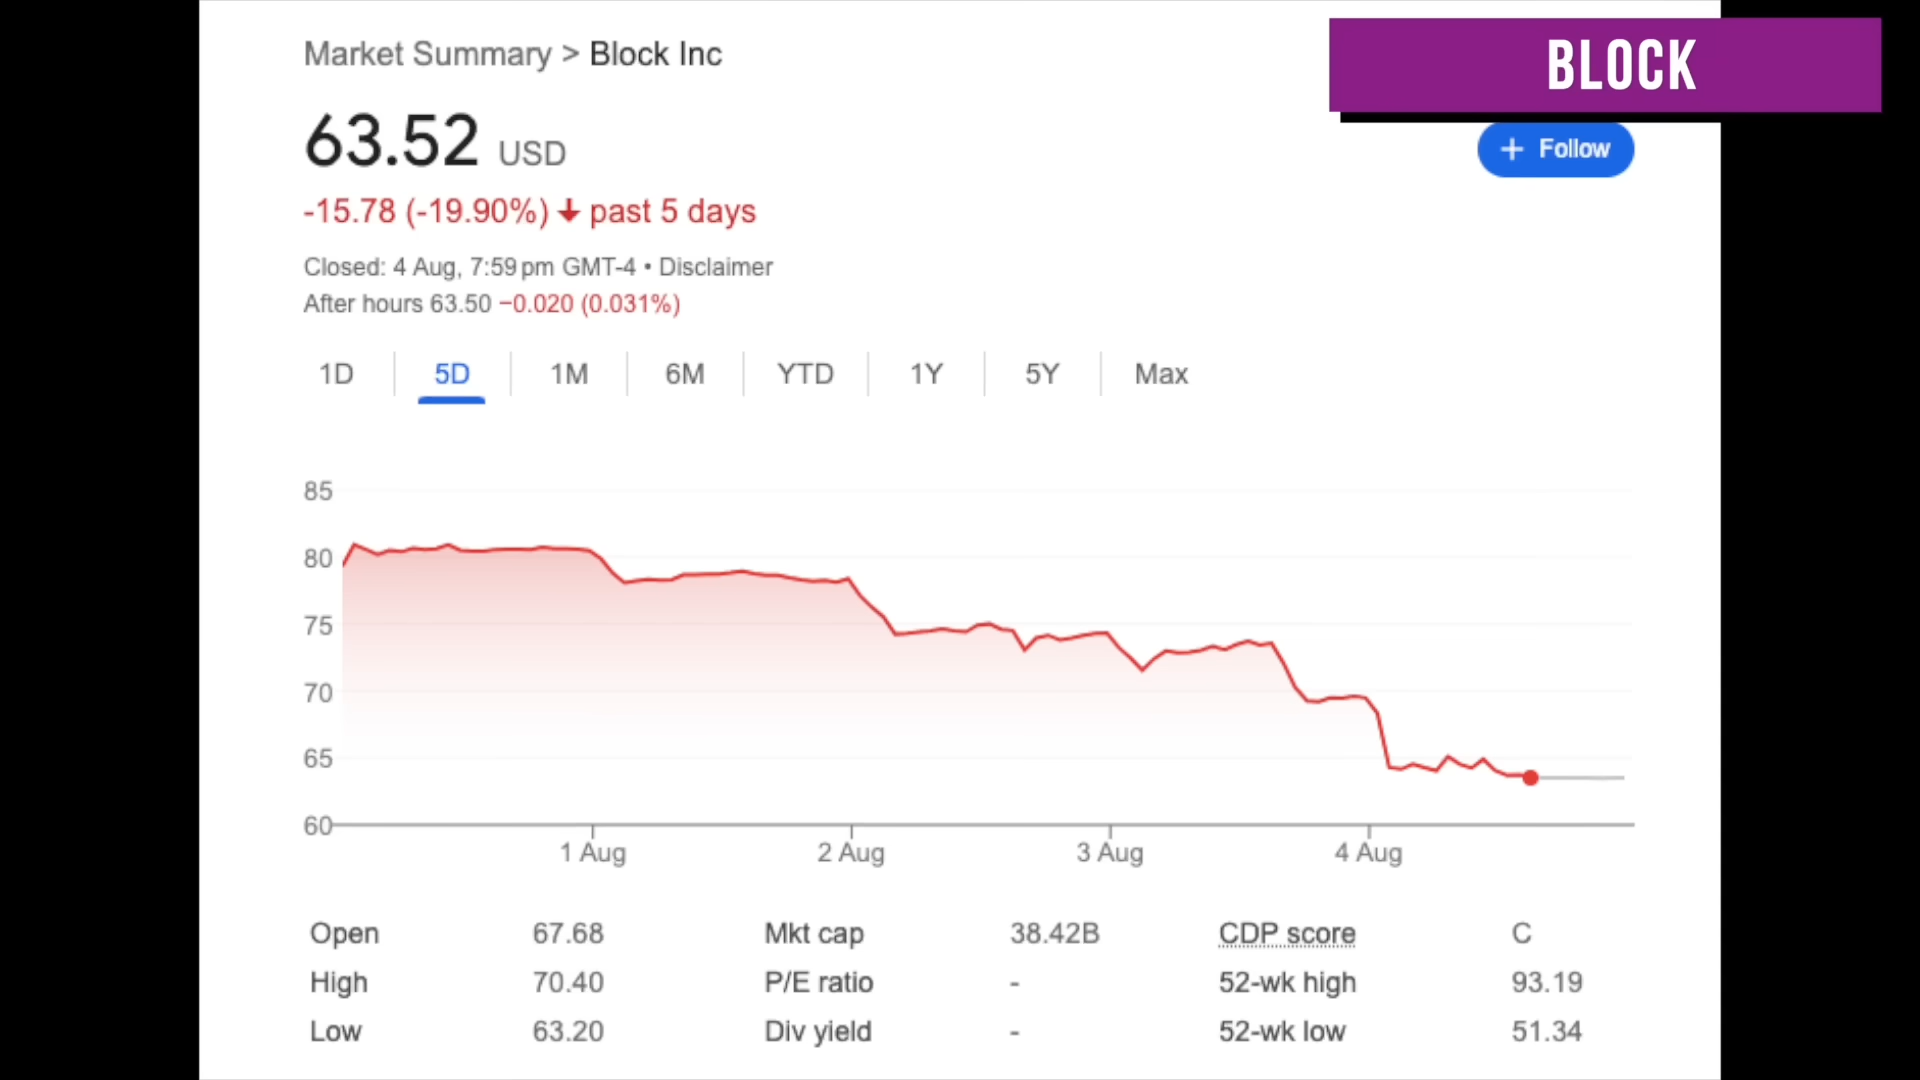 BLOCK
Market Summary > Block Inc
63.52 USD
+ Follow
-15.78 (-19.90%) ↓ past 5 days
Closed: 4 Aug, 7:59 pm GMT-4 • Disclaimer
After hours 63.50 −0.020 (0.031%)
1D 5D 1M 6M YTD 1Y 5Y Max
85
80
75
70
65
60
1 Aug 2 Aug 3 Aug 4 Aug
Open 67.68 Mkt cap 38.42B CDP score C
High 70.40 P/E ratio - 52-wk high 93.19
Low 63.20 Div yield - 52-wk low 51.34